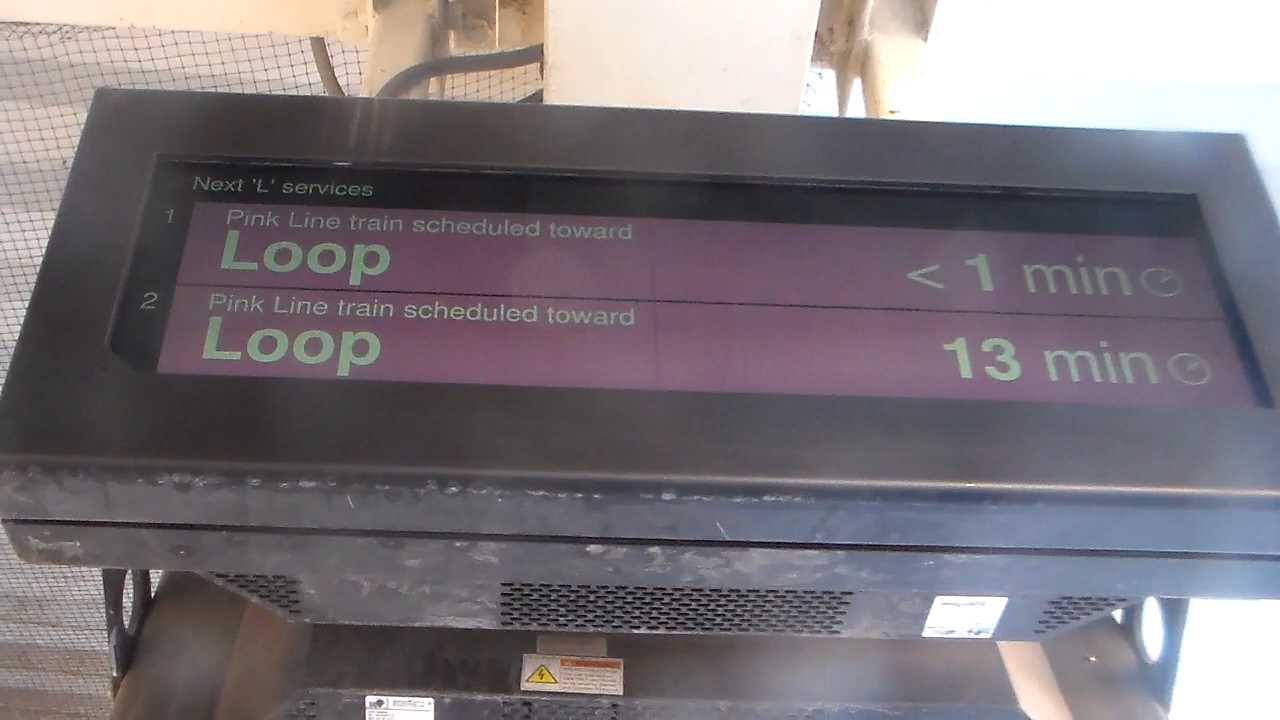 Next 'L' services
1 Pink Line train scheduled toward
Loop < 1 min
2 Pink Line train scheduled toward
Loop 13 min